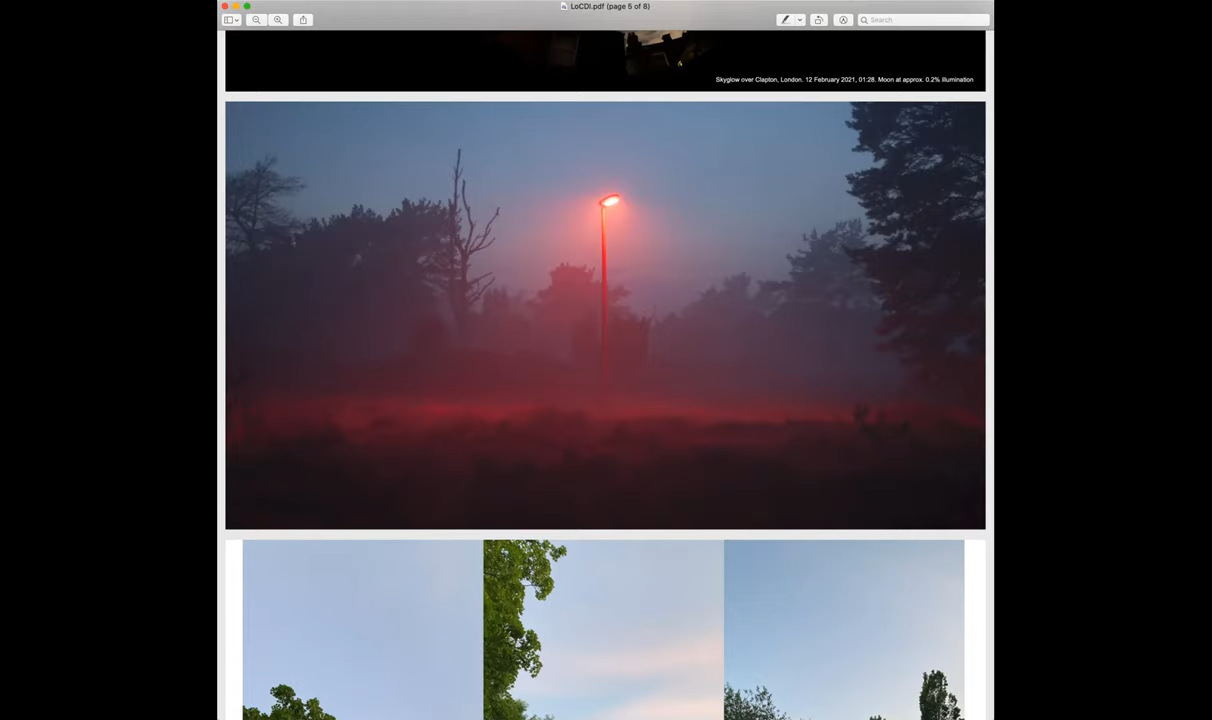 LoCDI.pdf (page 5 of 8)
Search
Skyglow over Clapton, London. 12 February 2021, 01:28. Moon at approx. 0.2% Illumination